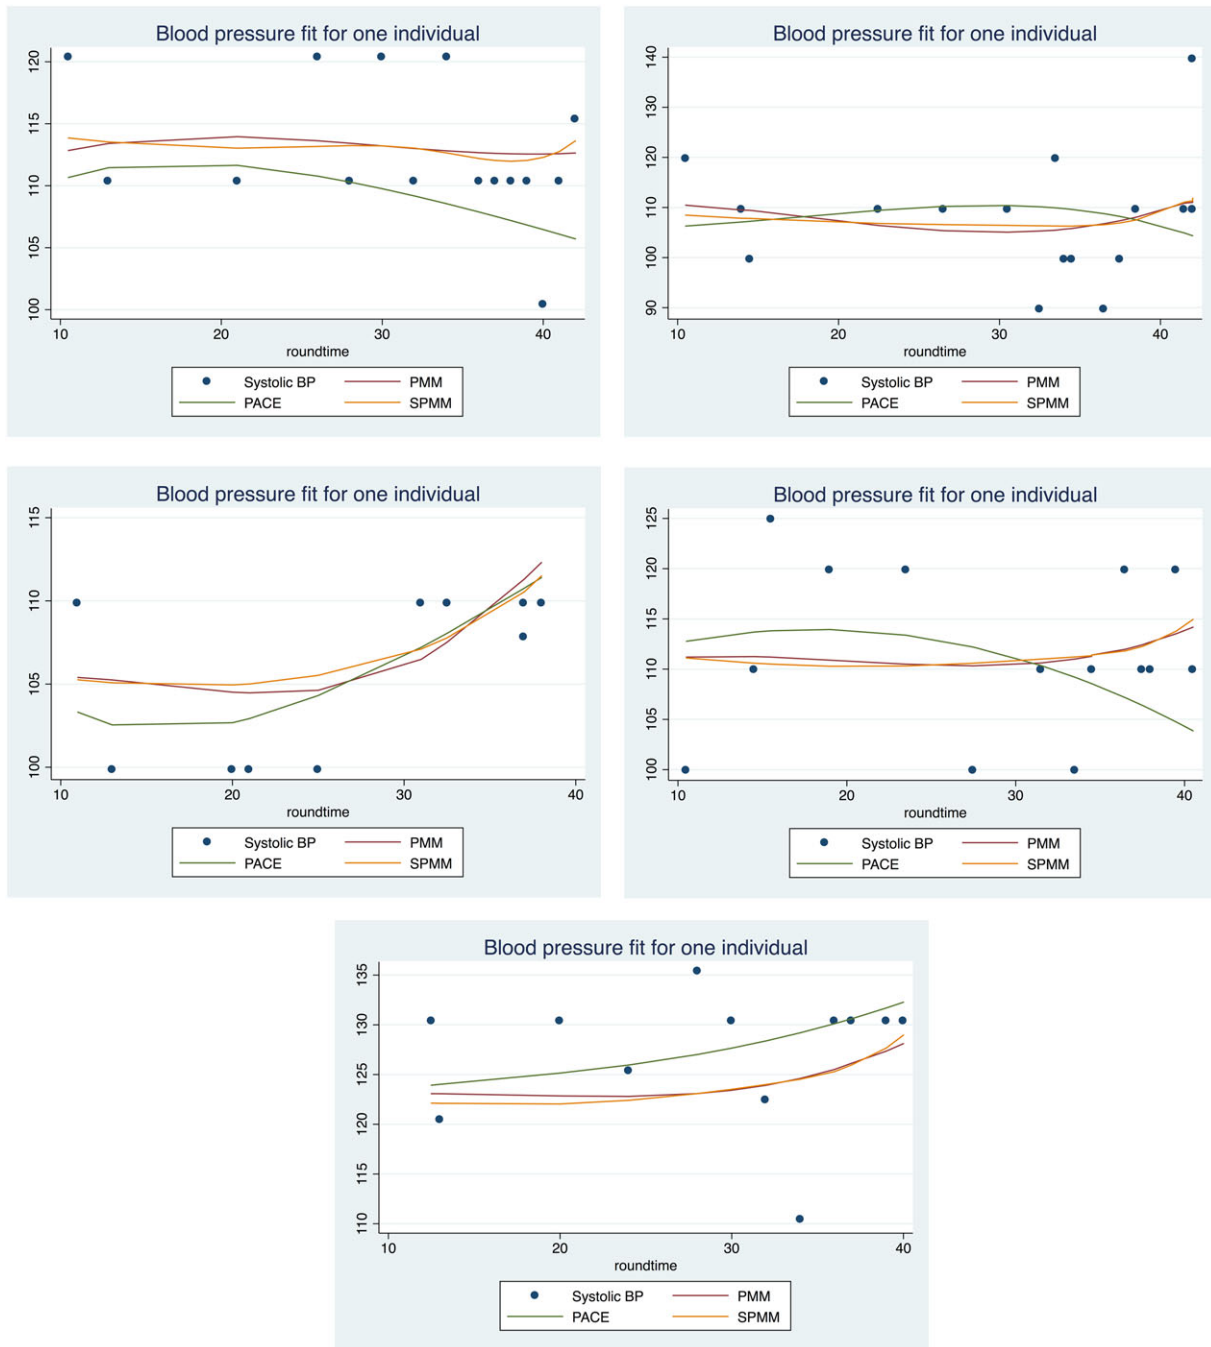 Blood pressure fit for one individual
120
115
110
105
100
10 20 30 40
roundtime
Systolic BP PMM
PACE SPMM
Blood pressure fit for one individual
140
130
120
110
100
90
10 20 30 40
roundtime
Systolic BP PMM
PACE SPMM
Blood pressure fit for one individual
115
110
105
100
10 20 30 40
roundtime
Systolic BP PMM
PACE SPMM
Blood pressure fit for one individual
125
120
115
110
105
100
10 20 30 40
roundtime
Systolic BP PMM
PACE SPMM
Blood pressure fit for one individual
135
130
125
120
115
110
10 20 30 40
roundtime
Systolic BP PMM
PACE SPMM